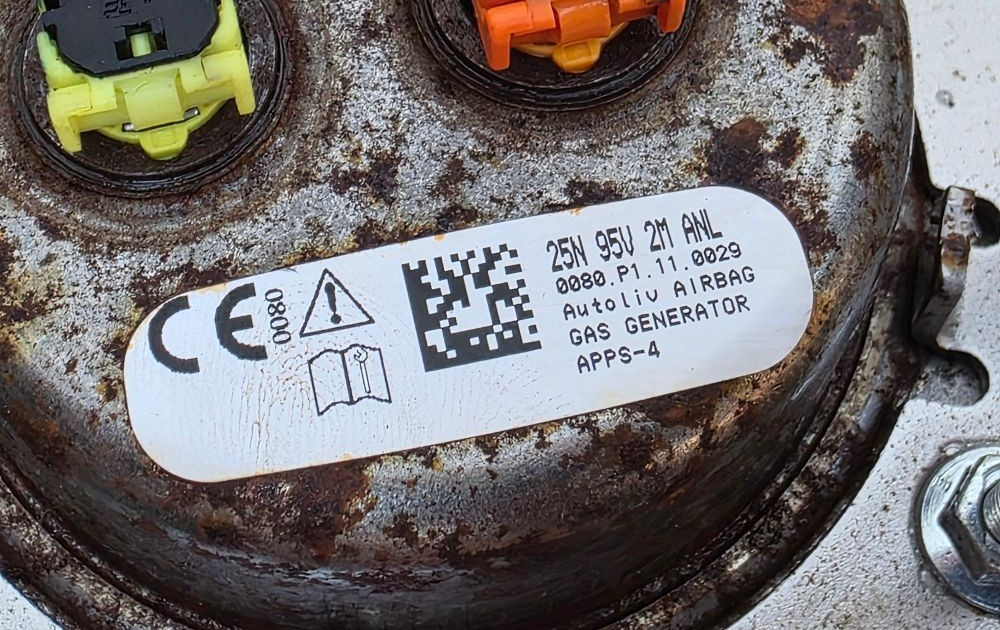 CE 0080
25N 95V 2M ANL
0080.P1.11.0029
Autoliv AIRBAG
GAS GENERATOR
APPS-4